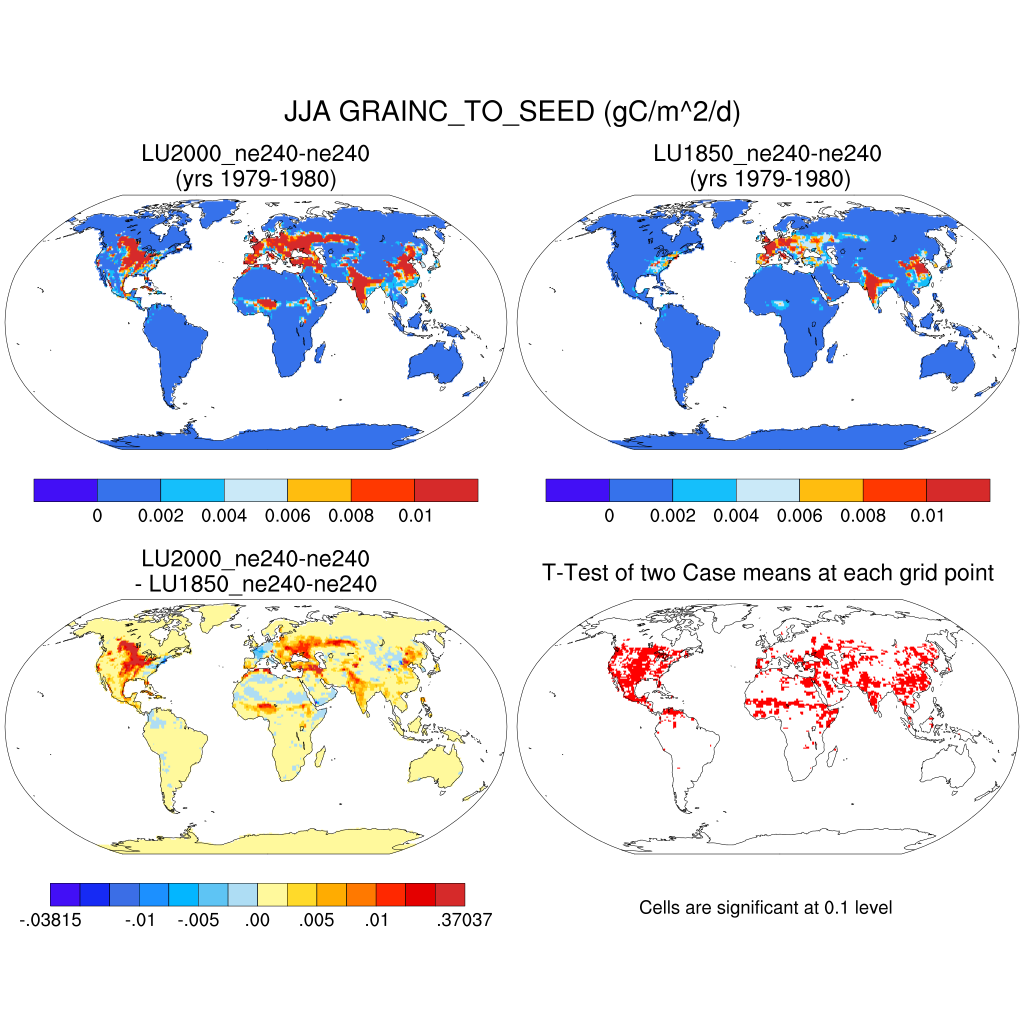 JJA GRAINC_TO_SEED (gC/m^2/d)
LU2000_ne240-ne240
(yrs 1979-1980)
LU1850_ne240-ne240
(yrs 1979-1980)
0 0.002 0.004 0.006 0.008 0.01
0 0.002 0.004 0.006 0.008 0.01
LU2000_ne240-ne240
- LU1850_ne240-ne240
T-Test of two Case means at each grid point
-.03815 -.01 -.005 .00 .005 .01 .37037
Cells are significant at 0.1 level